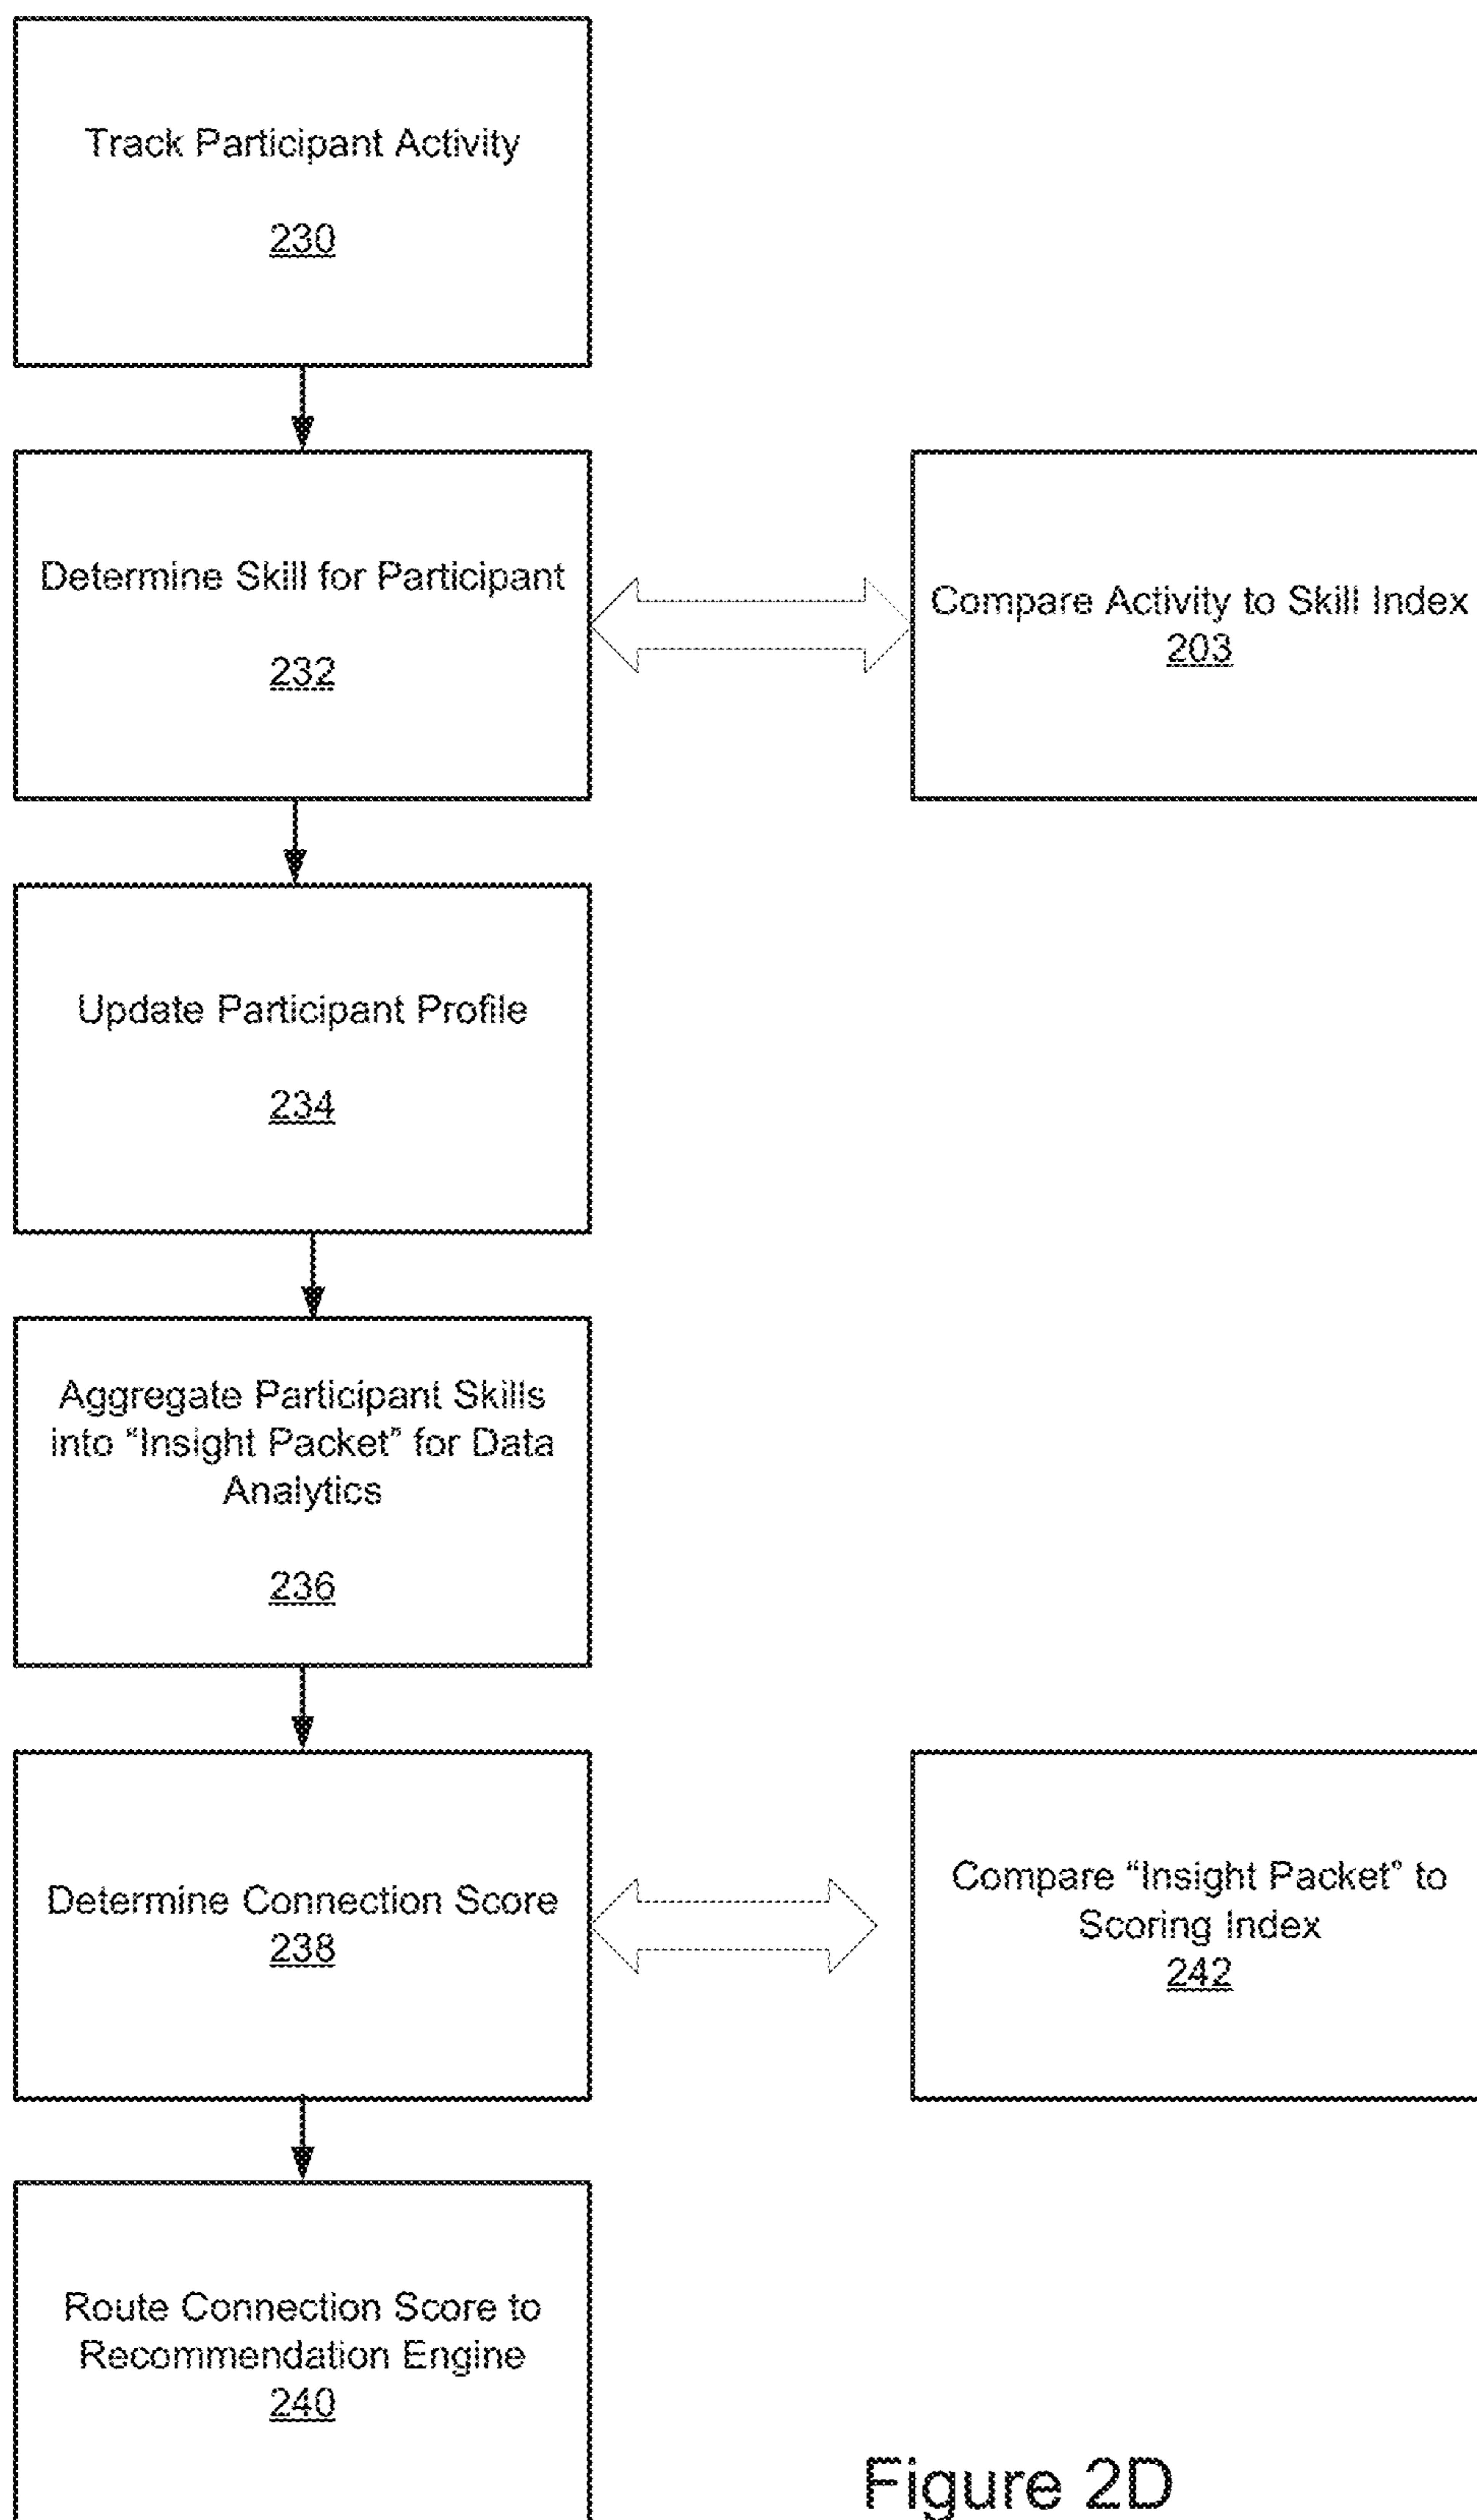 Track Participant Activity
230
Determine Skill for Participant
232
Compare Activity to Skill Index
203
Update Participant Profile
234
Aggregate Participant Skills
into “Insight Packet” for Data
Analytics
236
Determine Connection Score
238
Compare “Insight Packet” to
Scoring Index
242
Route Connection Score to
Recommendation Engine
240
Figure 2D